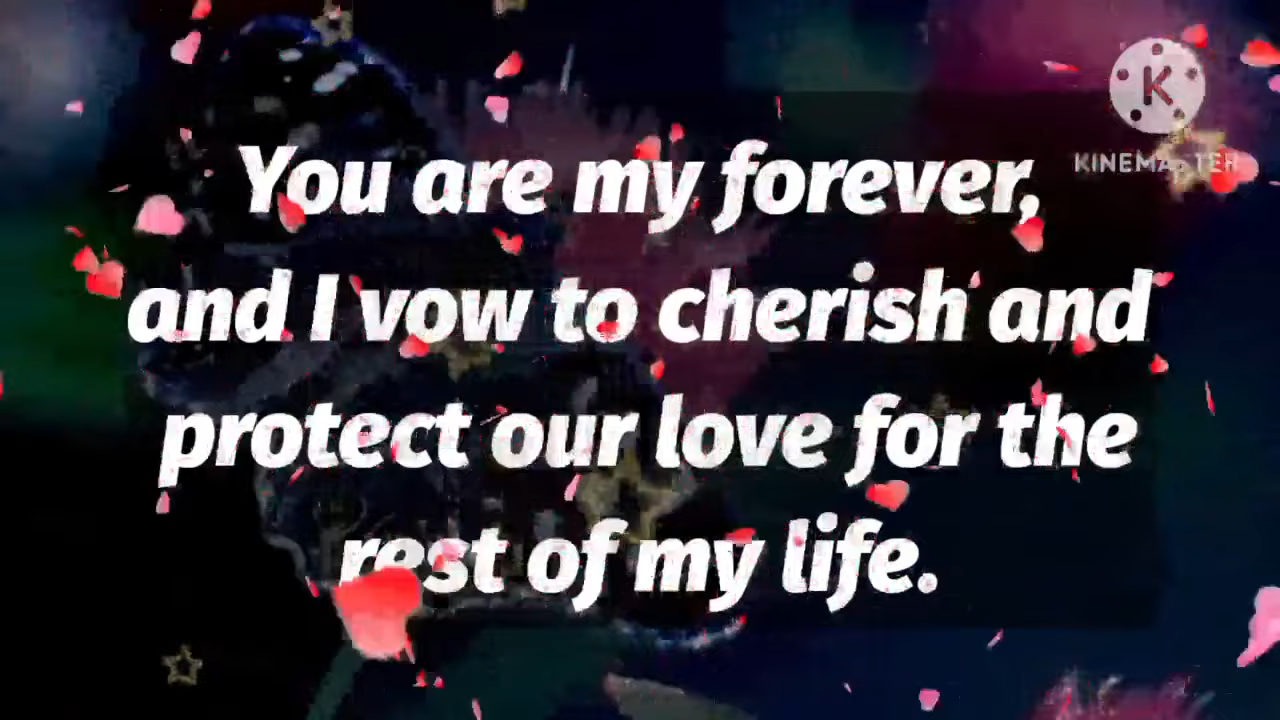 You are my forever,
and I vow to cherish and
protect our love for the
rest of my life.
K
KINEMASTER